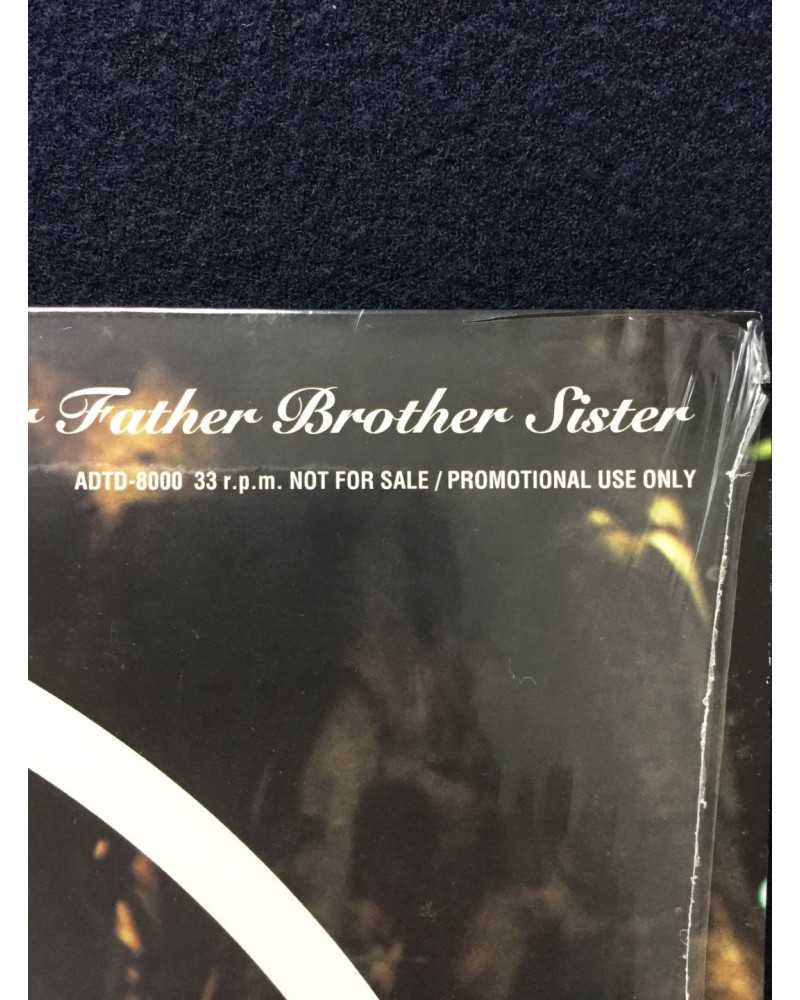 Father Brother Sister
ADTD-8000 33 r.p.m. NOT FOR SALE / PROMOTIONAL USE ONLY